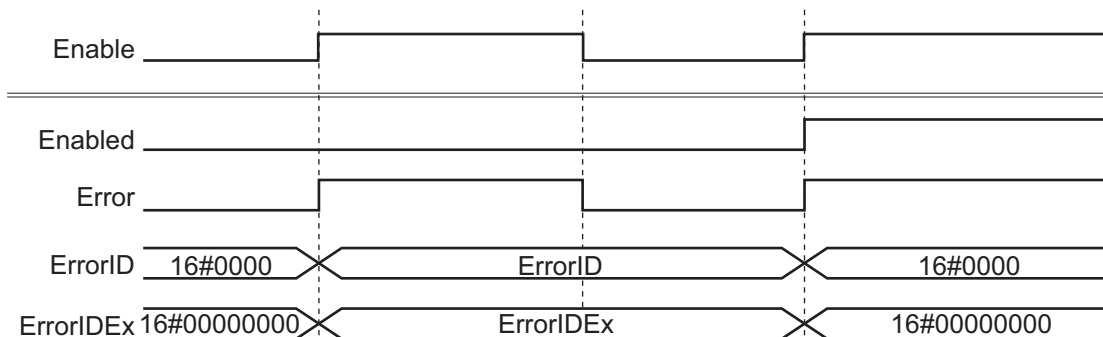 Enable
Enabled
Error
ErrorID 16#0000 ErrorID 16#0000
ErrorIDEx 16#00000000 ErrorIDEx 16#00000000